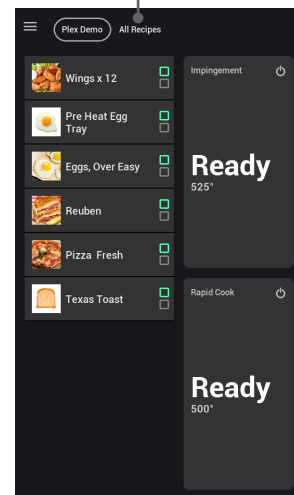 Plex Demo
All Recipes
Wings x 12
Pre Heat Egg
Tray
Eggs, Over Easy
Reuben
Pizza Fresh
Texas Toast
Impingement
Ready
525°
Rapid Cook
Ready
500°